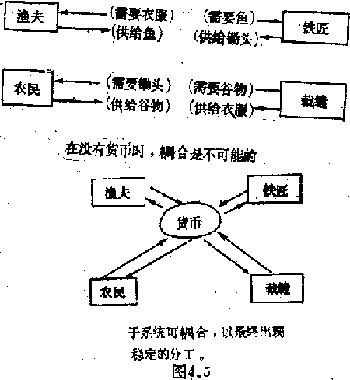 渔夫 (需要衣服) (需要鱼) 铁匠
(供给鱼) (供给锄头)
农民 (需要锄头) (需要谷物) 裁缝
(供给谷物) (供给衣服)
在没有货币时，耦合是不可能的
渔夫 铁匠
货币
农民 裁缝
子系统可耦合，以最终出现
稳定的分工。
图4.5